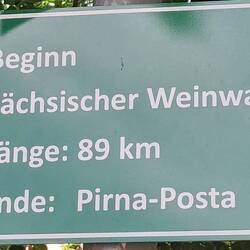 Beginn
ächsischer Weinwa
änge: 89 km
nde: Pirna-Posta